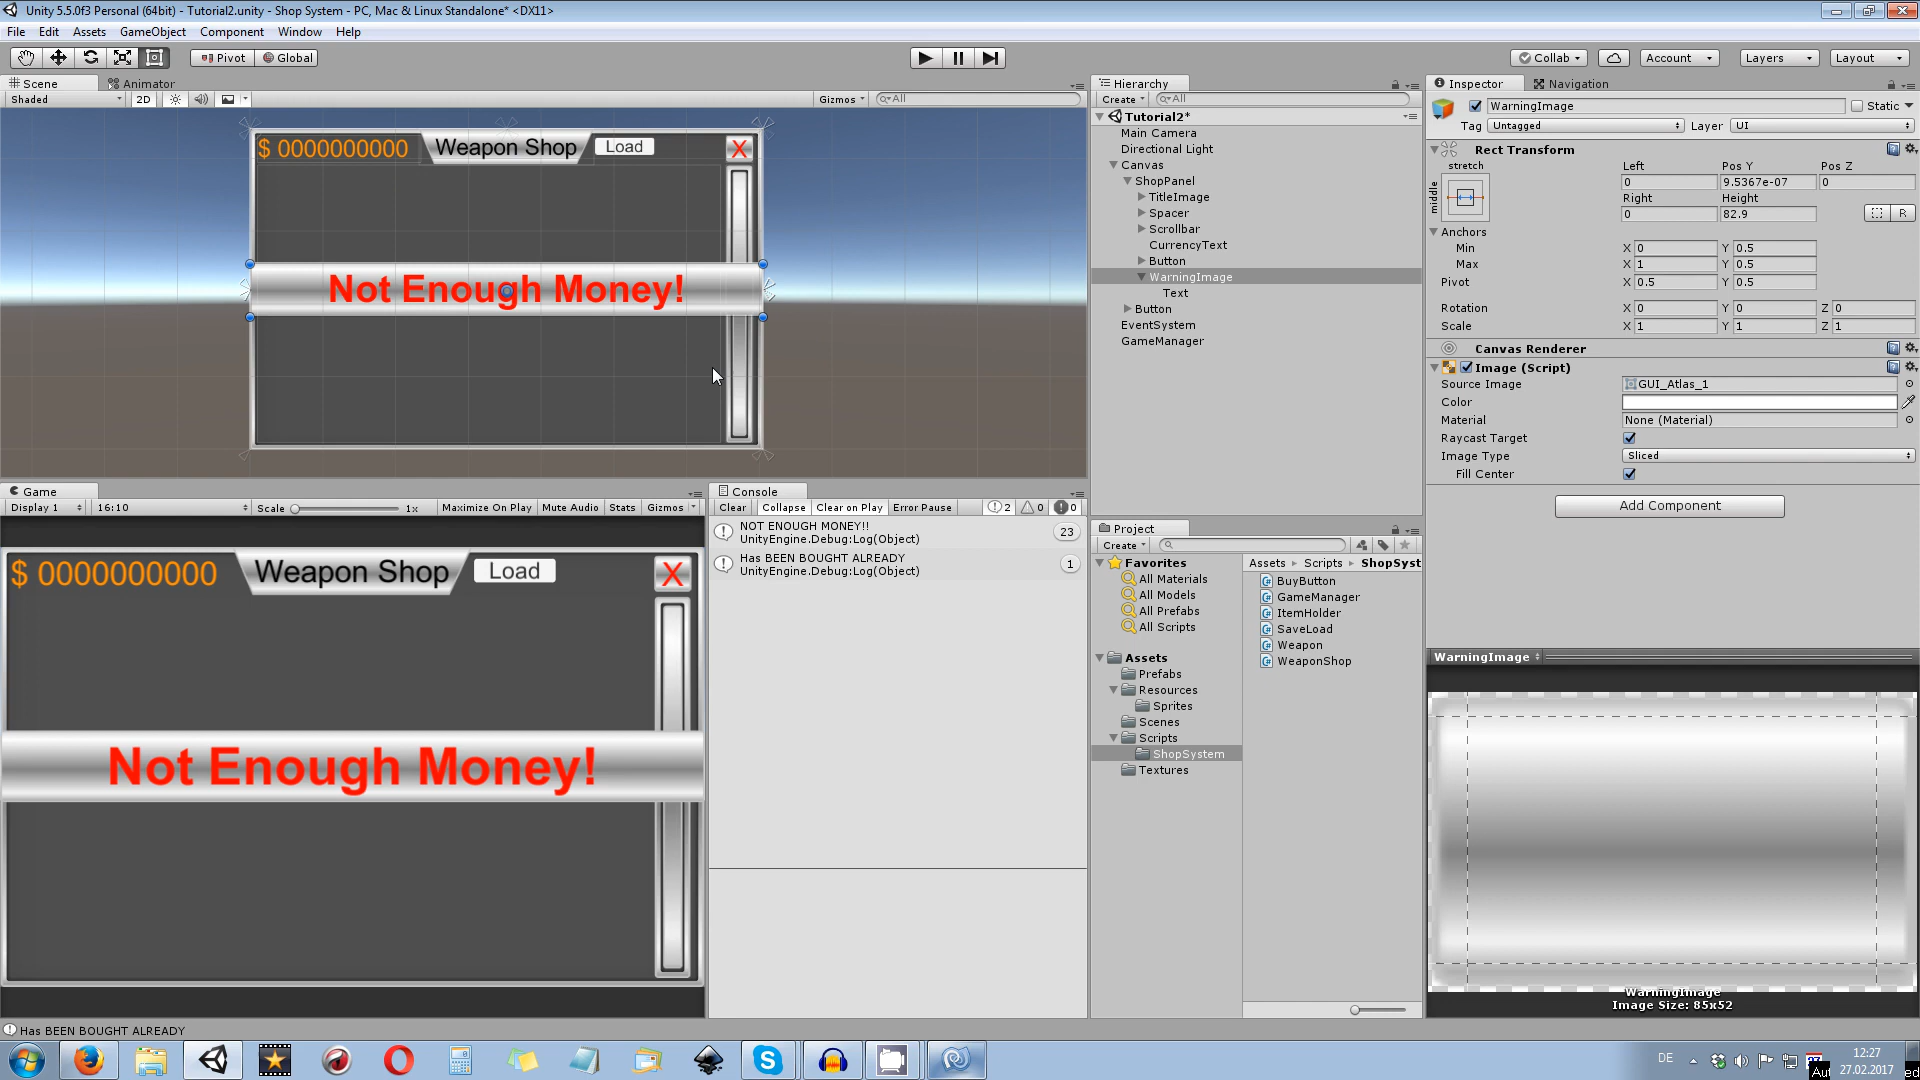 Unity 5.5.0f3 Personal (64bit) - Tutorial2.unity - Shop System - PC, Mac & Linux Standalone* <DX11>
File Edit Assets GameObject Component Window Help
Pivot Global Collab Account Layers Layout
Scene Animator
Shaded 2D Gizmos All
$ 0000000000 Weapon Shop Load X
Not Enough Money!
Game
Display 1 16:10 Scale 1x Maximize On Play Mute Audio Stats Gizmos
$ 0000000000 Weapon Shop Load X
Not Enough Money!
Console
Clear Collapse Clear on Play Error Pause 2 0 0
NOT ENOUGH MONEY!!
UnityEngine.Debug:Log(Object)
23
Has BEEN BOUGHT ALREADY
UnityEngine.Debug:Log(Object)
1
Hierarchy
Create All
Tutorial2*
Main Camera
Directional Light
Canvas
ShopPanel
TitleImage
Spacer
Scrollbar
CurrencyText
Button
WarningImage
Text
Button
EventSystem
GameManager
Project
Create
Favorites
All Materials
All Models
All Prefabs
All Scripts
Assets
Prefabs
Resources
Sprites
Scenes
Scripts
ShopSystem
Textures
Assets Scripts ShopSyst
BuyButton
GameManager
ItemHolder
SaveLoad
Weapon
WeaponShop
Inspector Navigation
WarningImage Static
Tag Untagged Layer UI
Rect Transform
stretch Left Pos Y Pos Z
middle 0 9.5367e-07 0
Right Height
0 82.9 R
Anchors
Min X 0 Y 0.5
Max X 1 Y 0.5
Pivot X 0.5 Y 0.5
Rotation X 0 Y 0 Z 0
Scale X 1 Y 1 Z 1
Canvas Renderer
Image (Script)
Source Image GUI_Atlas_1
Color
Material None (Material)
Raycast Target
Image Type Sliced
Fill Center
Add Component
WarningImage
WarningImage
Image Size: 85x52
Has BEEN BOUGHT ALREADY
DE 12:27
27.02.2017